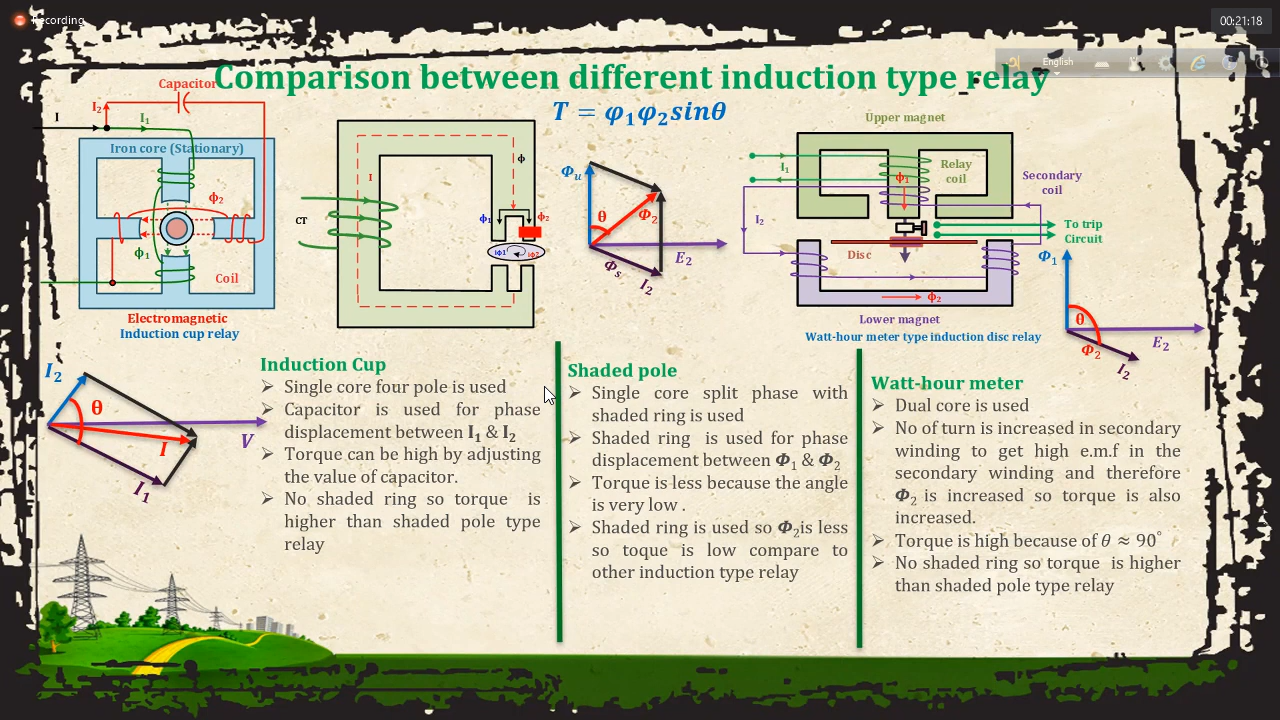 Recording
00:21:18
English
Comparison between different induction type relay
T = φ₁φ₂sinθ
Capacitor
I₂
I
I₁
Iron core (Stationary)
ϕ₂
ϕ₁
Coil
Electromagnetic
Induction cup relay
I
ϕ
CT
ϕ₁
ϕ₂
Iϕ1
Iϕ2
Φᵤ
θ
Φ₂
E₂
Φₛ
I₂
Upper magnet
I₁
ϕ₁
Relay
coil
Secondary
coil
I₂
To trip
Circuit
Disc
ϕ₂
Lower magnet
Watt-hour meter type induction disc relay
Φ₁
θ
Φ₂
E₂
I₂
I₂
θ
V
I
I₁
Induction Cup
➢ Single core four pole is used
➢ Capacitor is used for phase
displacement between I₁ & I₂
➢ Torque can be high by adjusting
the value of capacitor.
➢ No shaded ring so torque is
higher than shaded pole type
relay
Shaded pole
➢ Single core split phase with
shaded ring is used
➢ Shaded ring is used for phase
displacement between Φ₁ & Φ₂
➢ Torque is less because the angle
is very low .
➢ Shaded ring is used so Φ₂is less
so toque is low compare to
other induction type relay
Watt-hour meter
➢ Dual core is used
➢ No of turn is increased in secondary
winding to get high e.m.f in the
secondary winding and therefore
Φ₂ is increased so torque is also
increased.
➢ Torque is high because of θ ≈ 90°
➢ No shaded ring so torque is higher
than shaded pole type relay